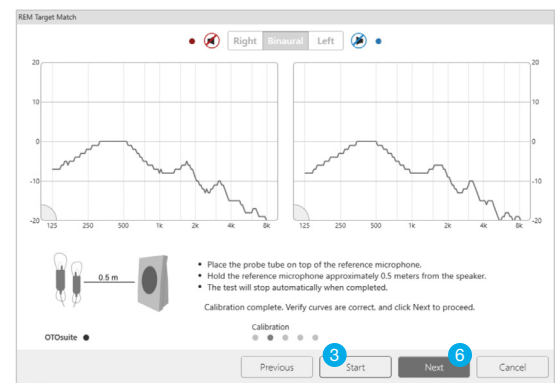 REM Target Match
Right Binaural Left
20 20
10 10
0 0
-10 -10
-20 -20
125 250 500 1k 2k 4k 8k 125 250 500 1k 2k 4k 8k
0.5 m
• Place the probe tube on top of the reference microphone.
• Hold the reference microphone approximately 0.5 meters from the speaker.
• The test will stop automatically when completed.
Calibration complete. Verify curves are correct, and click Next to proceed.
OTOsuite
Calibration
3 6
Previous Start Next Cancel